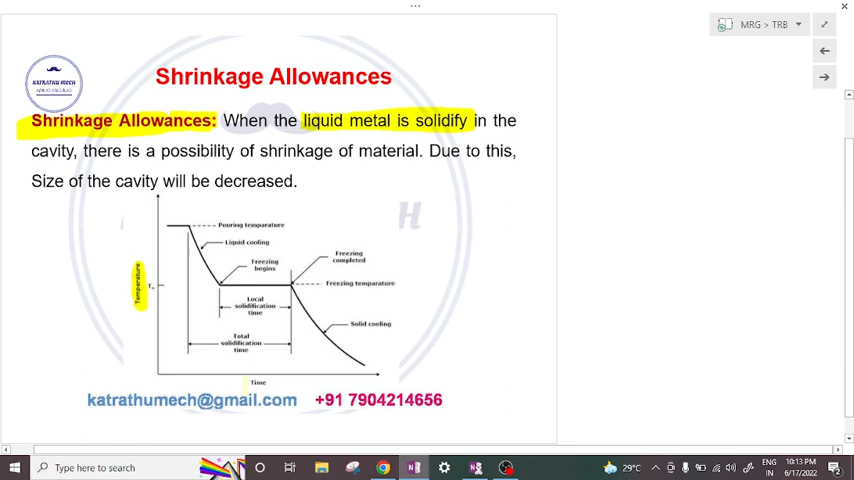 MRG > TRB
Shrinkage Allowances
KATRATHU MECH
Shrinkage Allowances: When the liquid metal is solidify in the
cavity, there is a possibility of shrinkage of material. Due to this,
Size of the cavity will be decreased.
Pouring temparature
Liquid cooling
Freezing
begins
Freezing
completed
Temperature
Freezing temparature
Local
solidification
time
Total
solidification
time
Solid cooling
Time
katrathumech@gmail.com +91 7904214656
Type here to search
29°C
ENG
IN
10:13 PM
6/17/2022
2